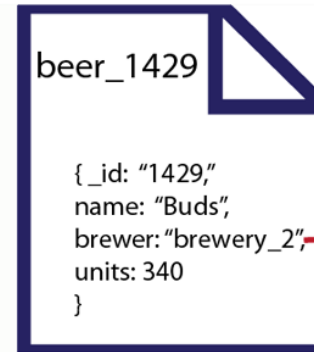 beer_1429
{ _id: “1429,”
name: “Buds”,
brewer: “brewery_2”,
units: 340
}